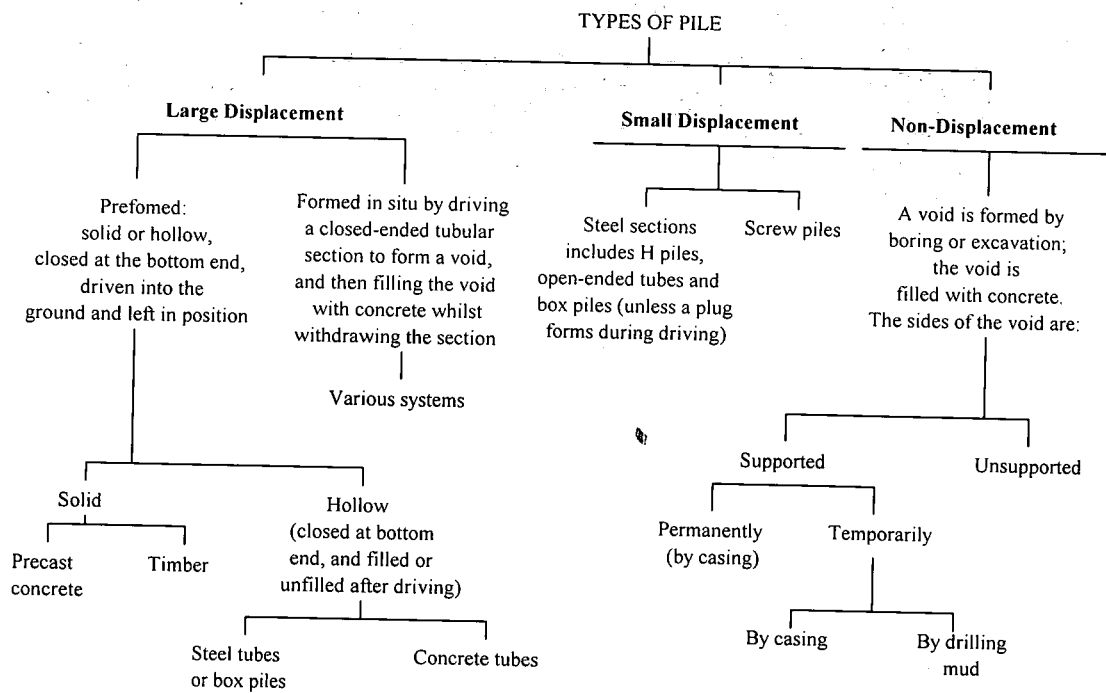 TYPES OF PILE
Large Displacement
Small Displacement
Non-Displacement
Prefomed:
solid or hollow,
closed at the bottom end,
driven into the
ground and left in position
Formed in situ by driving
a closed-ended tubular
section to form a void,
and then filling the void
with concrete whilst
withdrawing the section
Various systems
Steel sections
includes H piles,
open-ended tubes and
box piles (unless a plug
forms during driving)
Screw piles
A void is formed by
boring or excavation;
the void is
filled with concrete.
The sides of the void are:
Solid
Precast
concrete
Timber
Hollow
(closed at bottom
end, and filled or
unfilled after driving)
Steel tubes
or box piles
Concrete tubes
Supported
Unsupported
Permanently
(by casing)
Temporarily
By casing
By drilling
mud